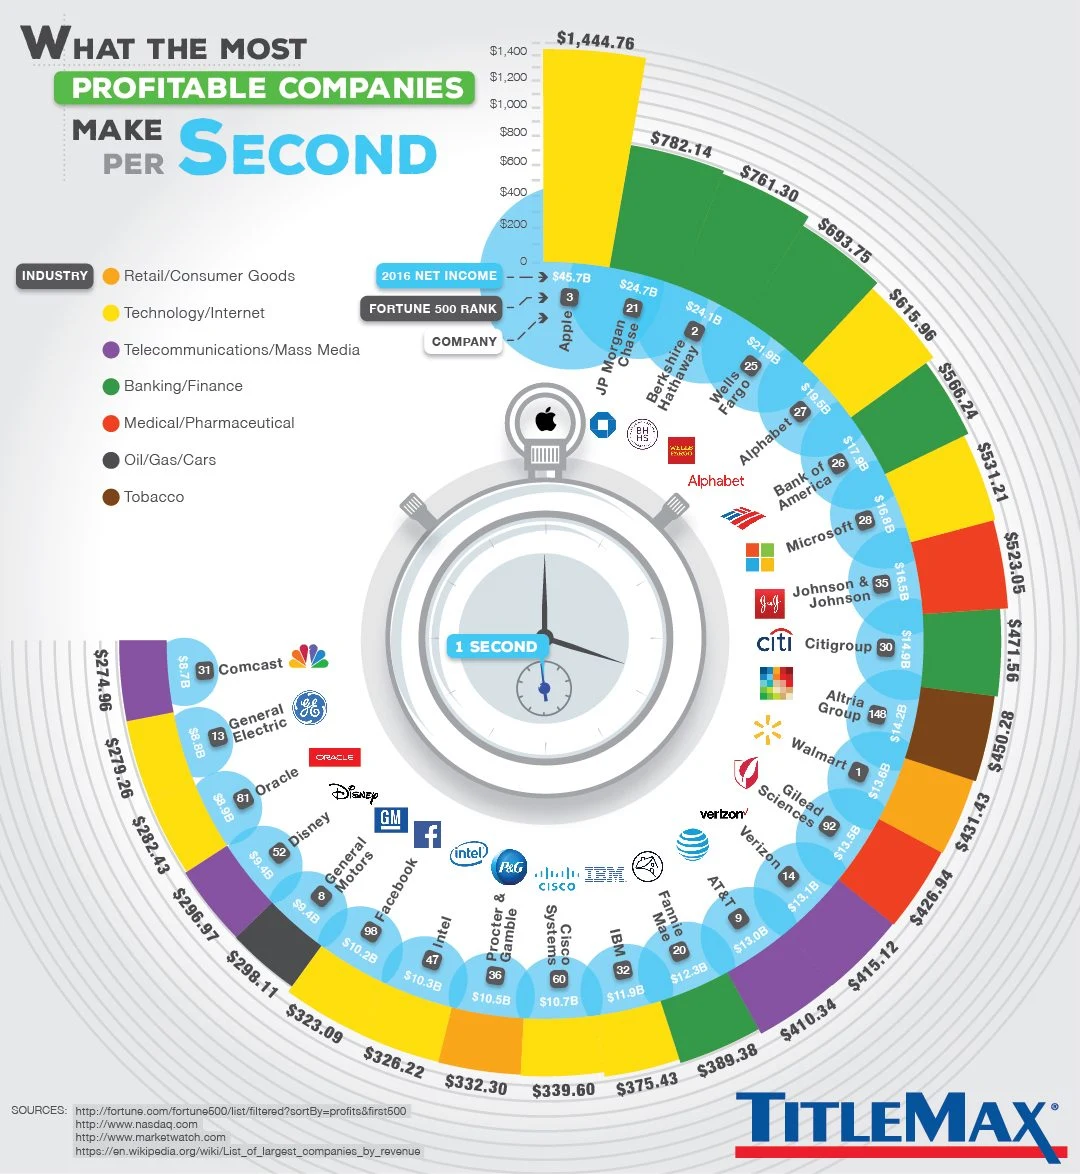 WHAT THE MOST
PROFITABLE COMPANIES
MAKE
PER SECOND
$1,400
$1,200
$1,000
$800
$600
$400
$200
0
INDUSTRY
Retail/Consumer Goods
Technology/Internet
Telecommunications/Mass Media
Banking/Finance
Medical/Pharmaceutical
Oil/Gas/Cars
Tobacco
2016 NET INCOME
FORTUNE 500 RANK
COMPANY
$1,444.76
$45.7B
3
Apple
$782.14
$24.7B
21
JP Morgan
Chase
$761.30
$24.1B
2
Berkshire
Hathaway
BH
HS
$693.75
$21.9B
25
Wells
Fargo
WELLS
FARGO
$615.96
$19.5B
27
Alphabet
Alphabet
$566.24
$17.9B
26
Bank of
America
$531.21
$16.8B
28
Microsoft
$523.05
$16.5B
35
Johnson &
Johnson
J&J
$471.56
$14.9B
30
Citigroup
citi
$450.28
$14.2B
148
Altria
Group
$431.43
$13.6B
1
Walmart
$426.94
$13.5B
92
Gilead
Sciences
$415.12
$13.1B
14
Verizon
verizon
$410.34
$13.0B
9
AT&T
$389.38
$12.3B
20
Fannie
Mae
$375.43
$11.9B
32
IBM
IBM
$339.60
$10.7B
60
Cisco
Systems
CISCO
$332.30
$10.5B
36
Procter &
Gamble
P&G
$326.22
$10.3B
47
Intel
intel
$323.09
$10.2B
98
Facebook
f
$298.11
$9.4B
8
General
Motors
GM
$296.97
$9.4B
52
Disney
Disney
$282.43
$8.9B
81
Oracle
ORACLE
$279.26
$8.8B
13
General
Electric
GE
$274.96
$8.7B
31
Comcast
1 SECOND
SOURCES: http://fortune.com/fortune500/list/filtered?sortBy=profits&first500
http://www.nasdaq.com
http://www.marketwatch.com
https://en.wikipedia.org/wiki/List_of_largest_companies_by_revenue
TITLEMAX®